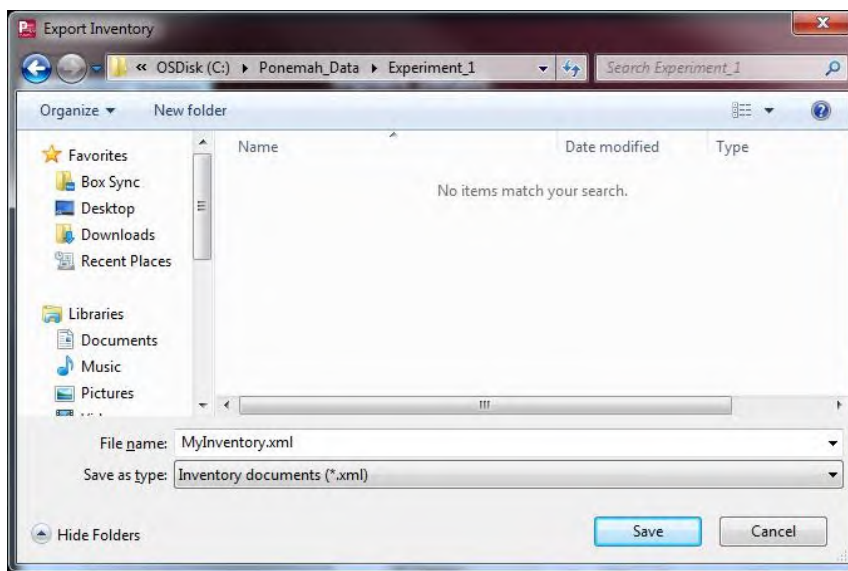 Export Inventory
« OSDisk (C:) Ponemah_Data Experiment_1 Search Experiment_1
Organize New folder
Name Date modified Type
No items match your search.
Favorites
Box Sync
Desktop
Downloads
Recent Places
Libraries
Documents
Music
Pictures
File name: MyInventory.xml
Save as type: Inventory documents (*.xml)
Hide Folders Save Cancel